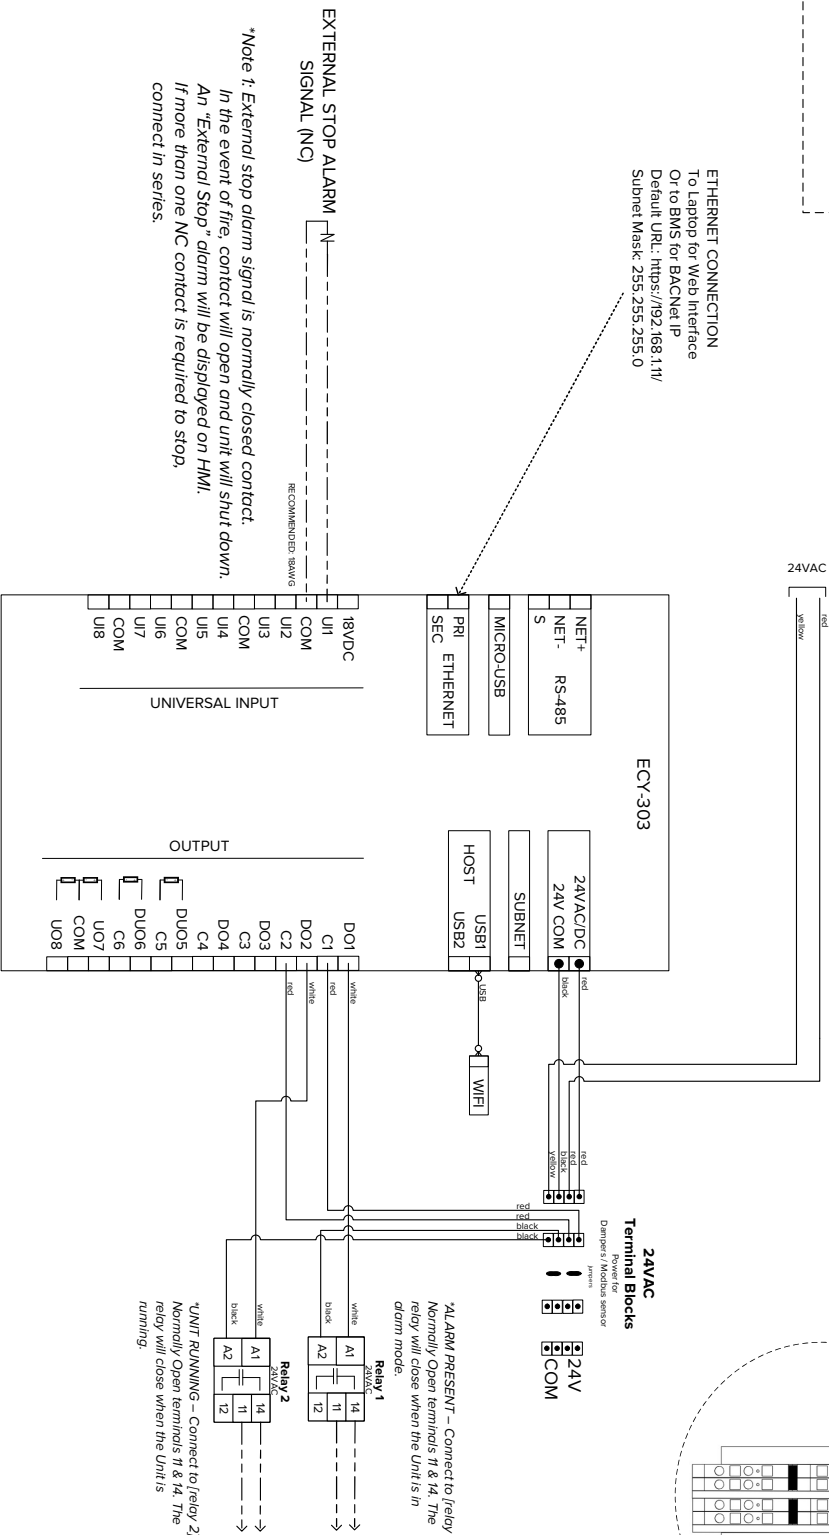 EXTERNAL STOP ALARM
SIGNAL (NC)
*Note 1: External stop alarm signal is normally closed contact.
In the event of fire, contact will open and unit will shut down.
An "External Stop" alarm will be displayed on HMI.
If more than one NC contact is required to stop,
connect in series.
ETHERNET CONNECTION
To Laptop for Web Interface
Or to BMS for BACNet IP
Default URL: https://192.168.1.11/
Subnet Mask: 255.255.255.0
RECOMMENDED: 18AWG
N
24VAC
red
yellow
ECY-303
NET+
NET-
S
RS-485
MICRO-USB
PRI
SEC
ETHERNET
18VDC
UI1
COM
UI2
UI3
COM
UI4
UI5
COM
UI6
UI7
COM
UI8
UNIVERSAL INPUT
OUTPUT
24VAC/DC
24V COM
SUBNET
HOST
USB1
USB2
DO1
C1
DO2
C2
DO3
C3
DO4
C4
DUO5
C5
DUO6
C6
UO7
COM
UO8
red
black
USB
WIFI
white
red
white
red
red
red
black
yellow
red
red
black
black
24VAC
Terminal Blocks
Power for
Dampers / Modbus sensor
jumpers
24V
COM
white
black
white
black
Relay 1
24VAC
A1
A2
14
11
12
Relay 2
24VAC
A1
A2
14
11
12
*ALARM PRESENT – Connect to [relay
Normally Open terminals 11 & 14. The
relay will close when the Unit is in
alarm mode.
*UNIT RUNNING – Connect to [relay 2]
Normally Open terminals 11 & 14. The
relay will close when the Unit is
running.